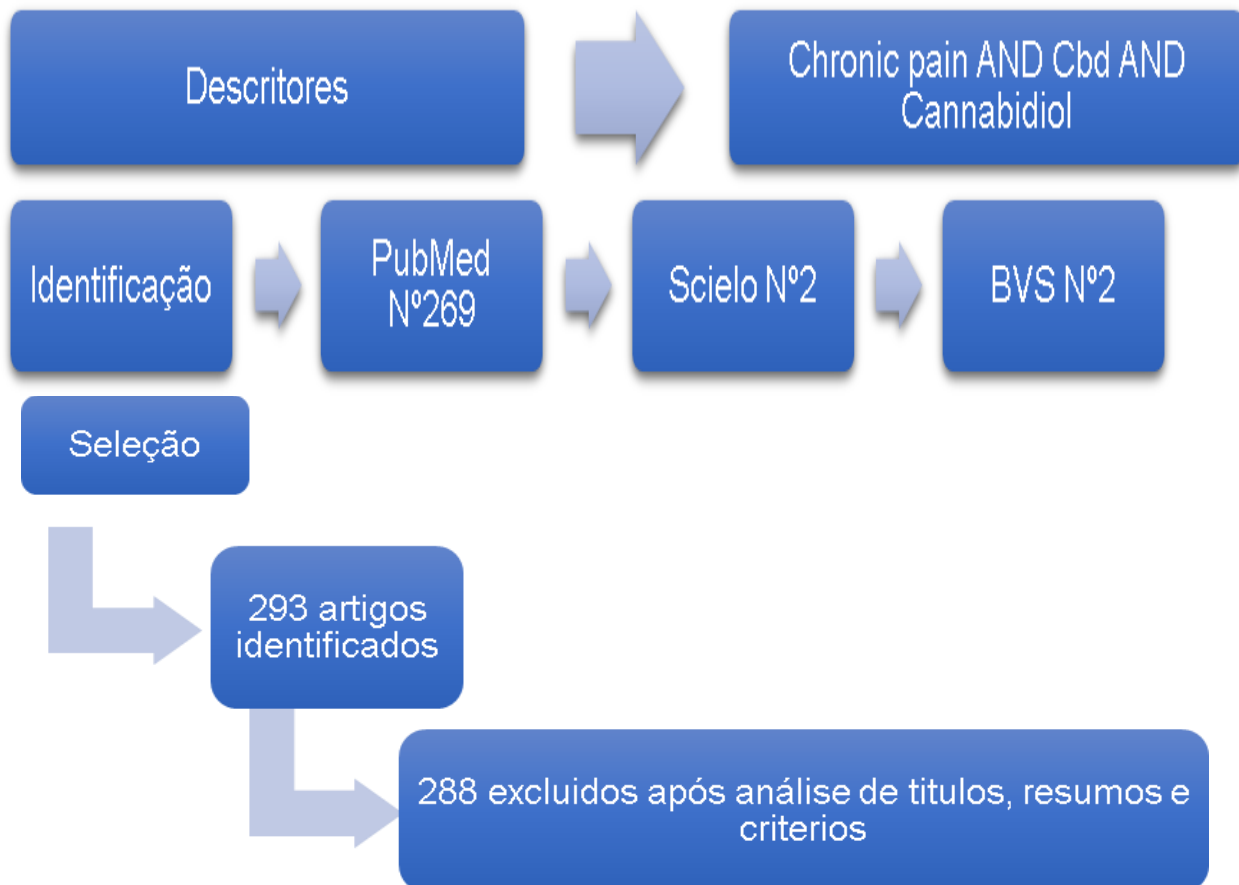 Descritores
Chronic pain AND Cbd AND
Cannabidiol
Identificação
PubMed
Nº269
Scielo Nº2
BVS Nº2
Seleção
293 artigos
identificados
288 excluidos após análise de titulos, resumos e
criterios